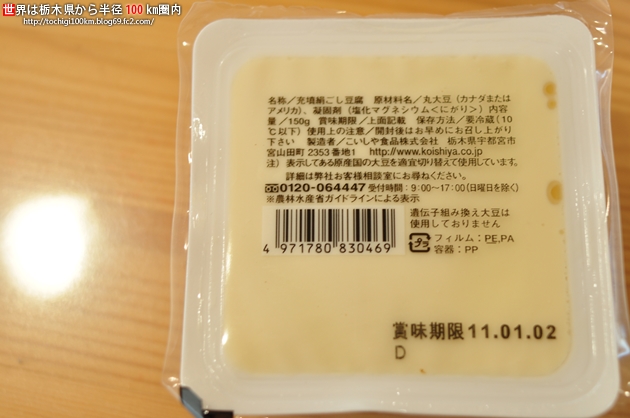 世界は栃木県から半径 100 km圏内
http://tochigi100km.blog69.fc2.com/
名称／充填絹ごし豆腐 原材料名／丸大豆（カナダまたは
アメリカ）、凝固剤（塩化マグネシウム＜にがり＞）内容
量／150g 賞味期限／上面記載 保存方法／要冷蔵（10
℃以下）使用上の注意／開封後はお早めにお召し上がり
下さい 製造者／こいしや食品株式会社 栃木県宇都宮市
宮山田町 2353 番地1 http://www.koishiya.co.jp
注）表示してある原産国の大豆を適宜切り替えて使用しています。
詳細は弊社お客様相談室にお尋ねください。
0120-064447 受付時間：9：00～17：00（日曜日を除く）
※農林水産省ガイドラインによる表示
遺伝子組み換え大豆は
使用しておりません
4 971780 830469
プラ フィルム：PE,PA
容器：PP
賞味期限 11.01.02
D